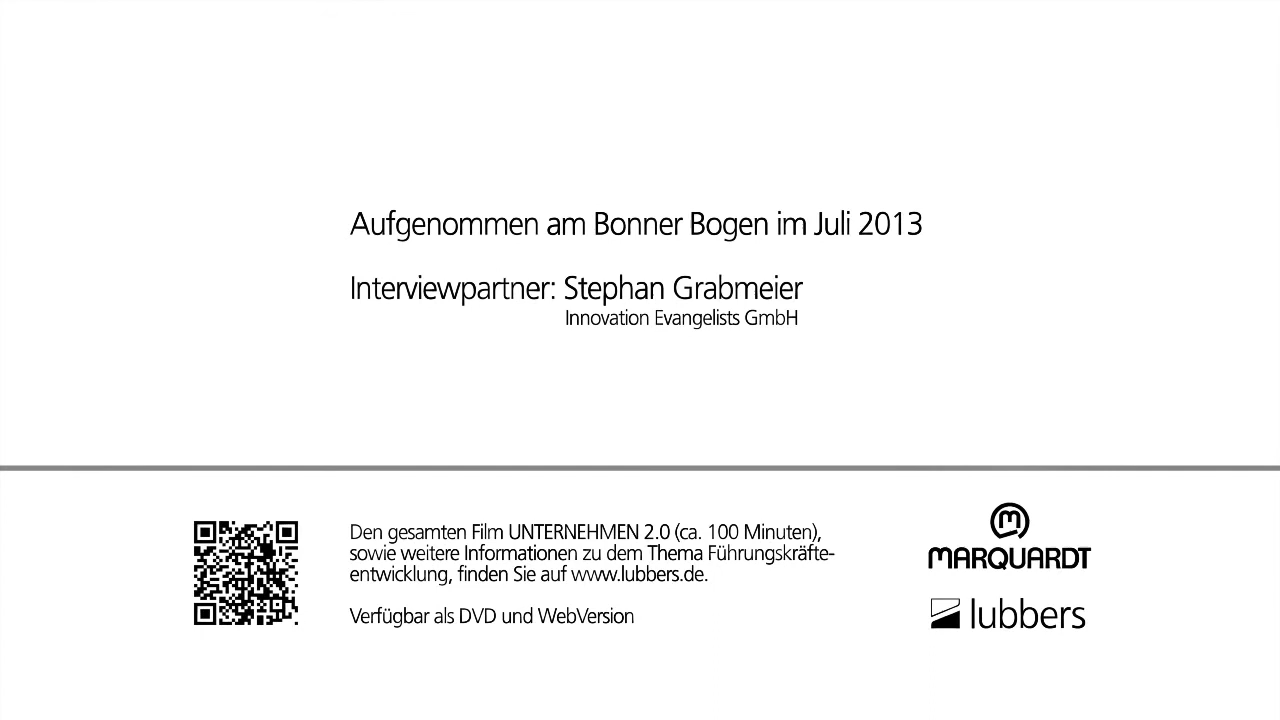 Aufgenommen am Bonner Bogen im Juli 2013
Interviewpartner: Stephan Grabmeier
Innovation Evangelists GmbH
Den gesamten Film UNTERNEHMEN 2.0 (ca. 100 Minuten),
sowie weitere Informationen zu dem Thema Führungskräfte-
entwicklung, finden Sie auf www.lubbers.de.
Verfügbar als DVD und WebVersion
m
MARQUARDT
lubbers